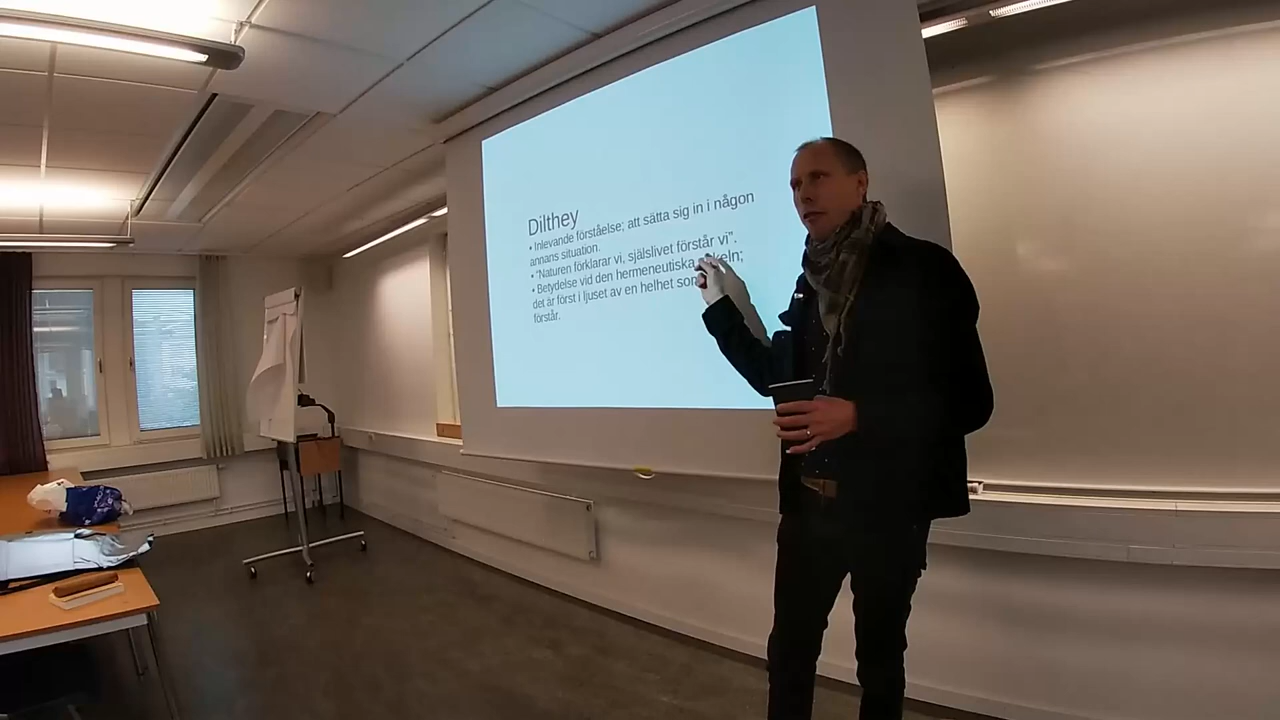 Dilthey
• Inlevande förståelse; att sätta sig in i någon
annans situation.
• "Naturen förklarar vi, själslivet förstår vi".
• Betydelse vid den hermeneutiska
det är först i ljuset av en helhet som
förstår.